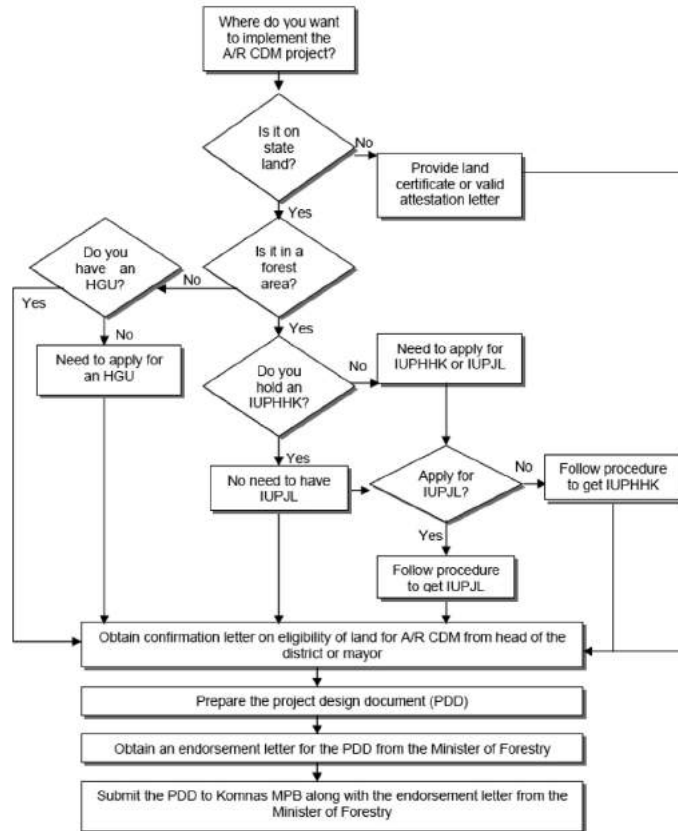 Where do you want
to implement the
A/R CDM project?
Is it on
state
land?
No
Provide land
certificate or valid
attestation letter
Yes
Do you
have an
HGU?
Is it in a
forest
area?
No
Yes
Yes
No
Need to apply for
an HGU
Do you
hold an
IUPHHK?
No
Need to apply for
IUPHHK or IUPJL
Yes
No need to have
IUPJL
Apply for
IUPJL?
No
Follow procedure
to get IUPHHK
Yes
Follow procedure
to get IUPJL
Obtain confirmation letter on eligibility of land for A/R CDM from head of the
district or mayor
Prepare the project design document (PDD)
Obtain an endorsement letter for the PDD from the Minister of Forestry
Submit the PDD to Komnas MPB along with the endorsement letter from the
Minister of Forestry